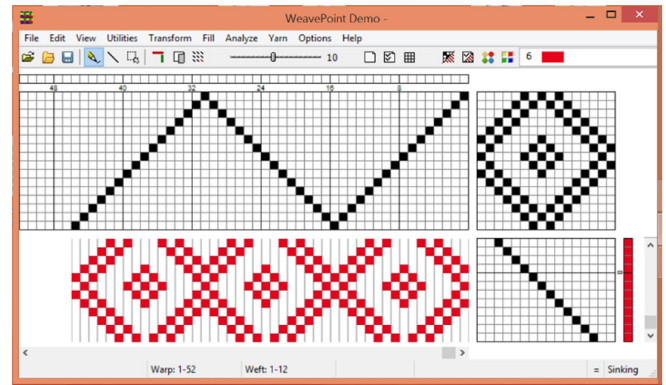 WeavePoint Demo -
File Edit View Utilities Transform Fill Analyze Yarn Options Help
10 6
48 40 32 24 16 8
Warp: 1-52 Weft: 1-12 = Sinking